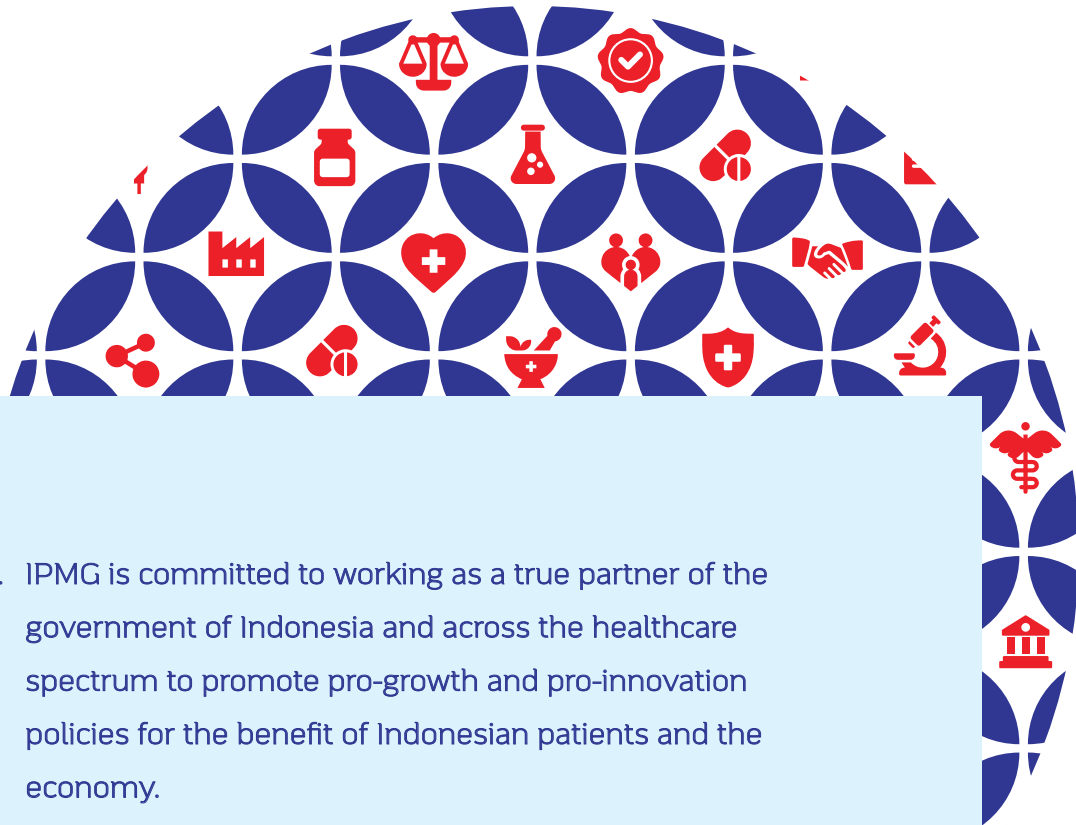 . IPMG is committed to working as a true partner of the
government of Indonesia and across the healthcare
spectrum to promote pro-growth and pro-innovation
policies for the benefit of Indonesian patients and the
economy.